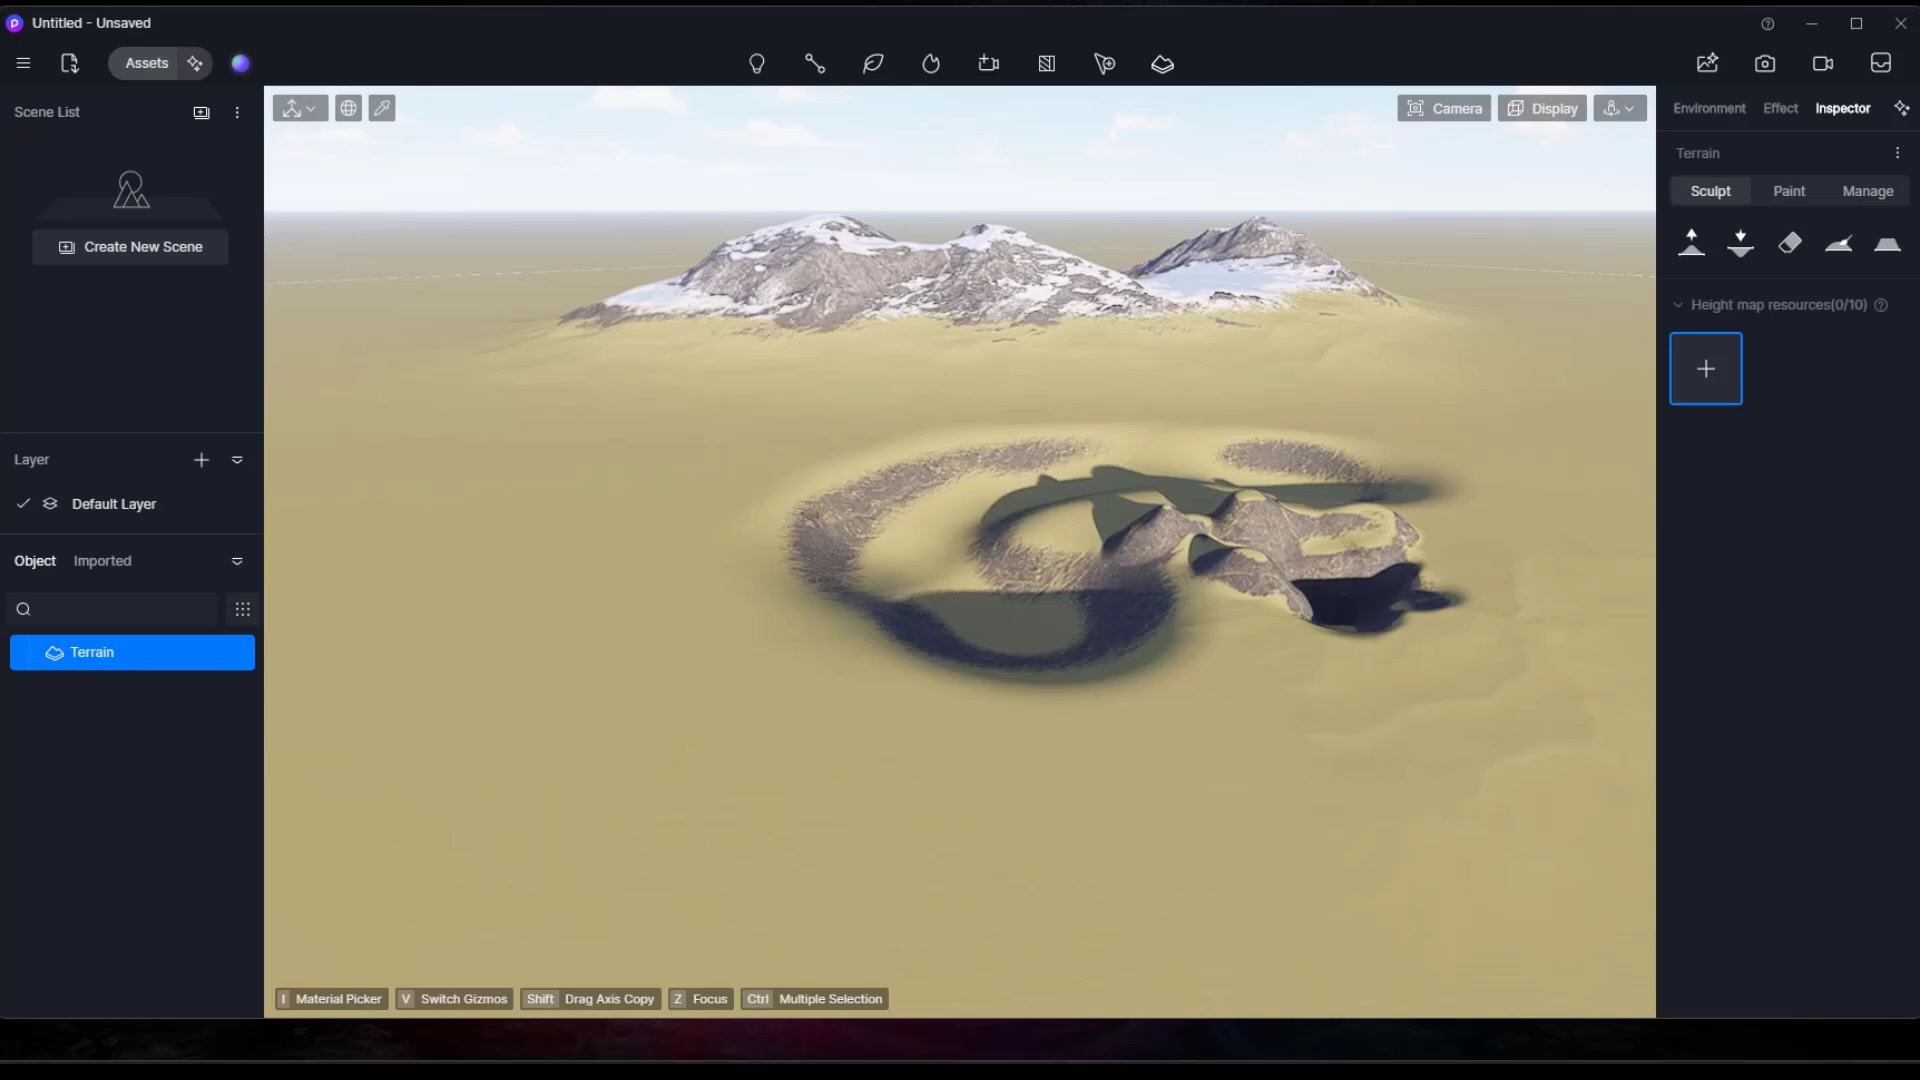 Untitled - Unsaved
Assets
Scene List
Create New Scene
Layer
Default Layer
Object
Imported
Terrain
Camera
Display
I Material Picker
V Switch Gizmos
Shift Drag Axis Copy
Z Focus
Ctrl Multiple Selection
Environment
Effect
Inspector
Terrain
Sculpt
Paint
Manage
Height map resources(0/10)